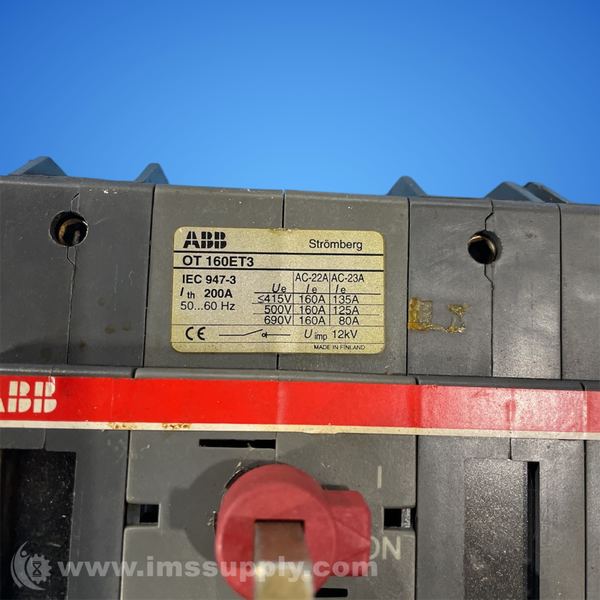 ABB Strömberg
OT 160ET3
IEC 947-3 AC-22A AC-23A
Ith 200A Ue Ie Ie
50...60 Hz ≤415V 160A 135A
500V 160A 125A
690V 160A 80A
CE Uimp 12kV
MADE IN FINLAND
ABB
I
ON
www.imssupply.com